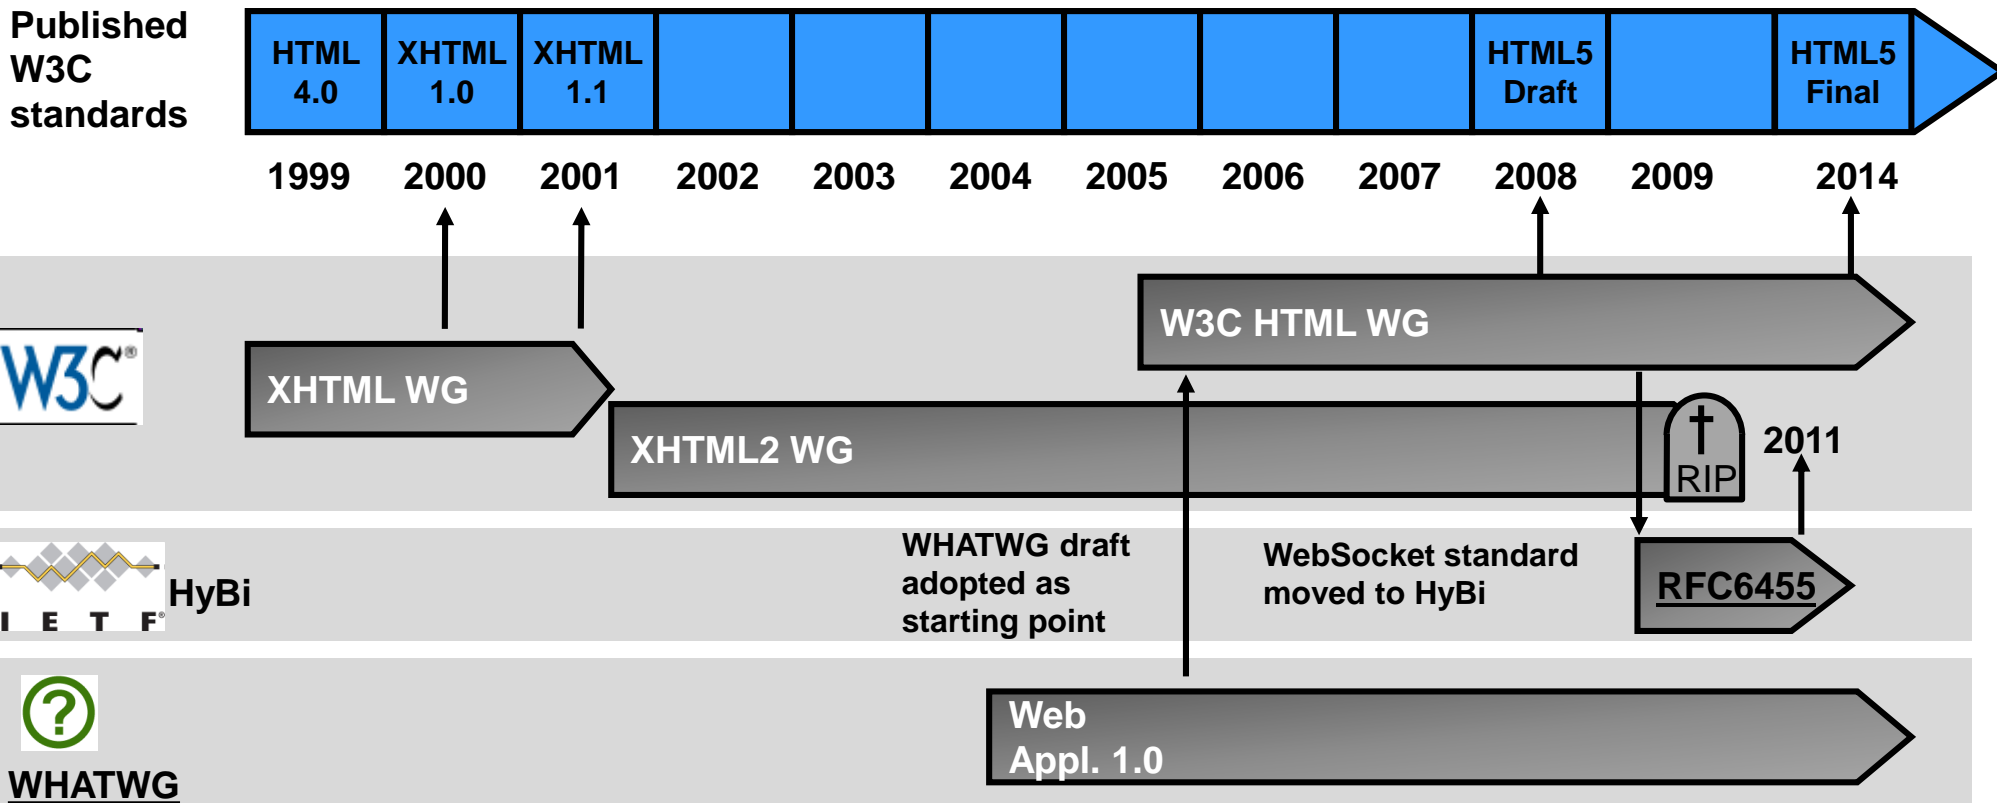 Published
W3C
standards
HTML
4.0
XHTML
1.0
XHTML
1.1
HTML5
Draft
HTML5
Final
1999 2000 2001 2002 2003 2004 2005 2006 2007 2008 2009 2014
W3C®
W3C HTML WG
XHTML WG
XHTML2 WG
RIP
2011
IETF®
HyBi
WHATWG draft
adopted as
starting point
WebSocket standard
moved to HyBi
RFC6455
?
WHATWG
Web
Appl. 1.0